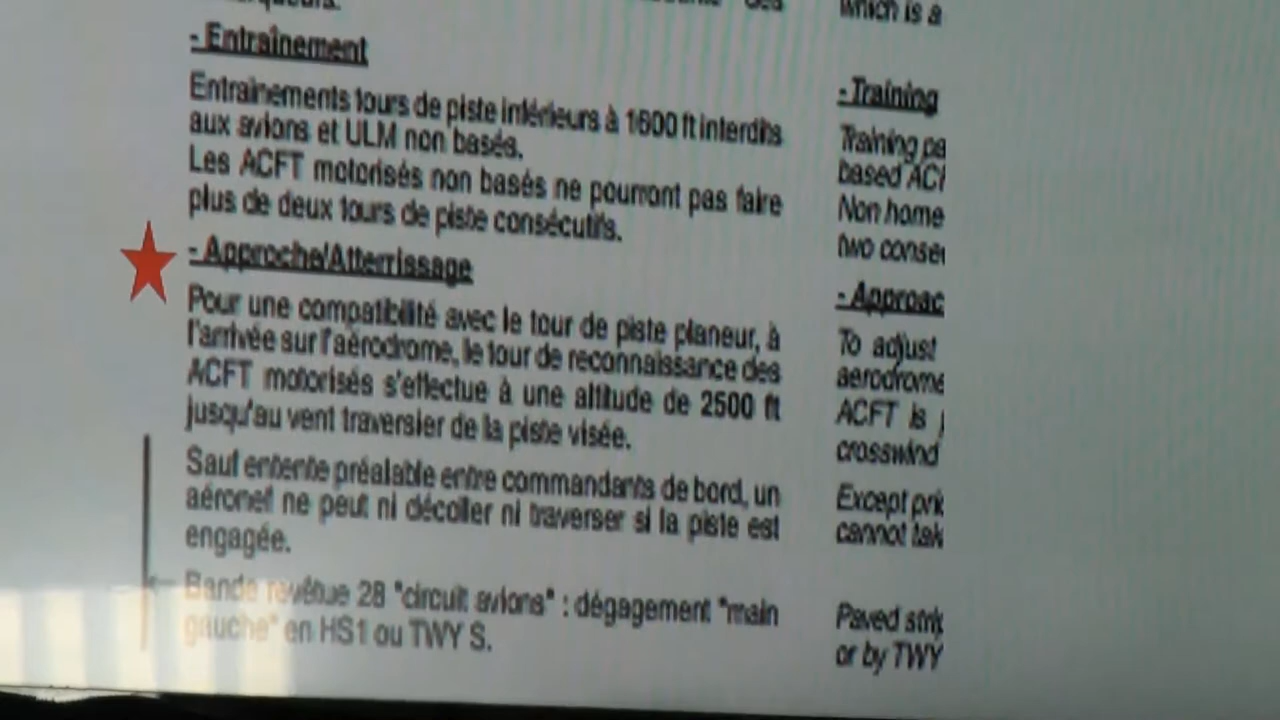 - Entraînement
Entrainements tours de piste inférieurs à 1600 ft interdits
aux avions et ULM non basés.
Les ACFT motorisés non basés ne pourront pas faire
plus de deux tours de piste consécutifs.
- Approche/Atterrissage
Pour une compatibilité avec le tour de piste planeur, à
l'arrivée sur l'aérodrome, le tour de reconnaissance des
ACFT motorisés s'effectue à une altitude de 2500 ft
jusqu'au vent traversier de la piste visée.
Sauf entente préalable entre commandants de bord, un
aéronef ne peut ni décoller ni traverser si la piste est
engagée.
Bande revêtue 28 "circuit avions" : dégagement "main
gauche" en HS1 ou TWY S.
which is a
- Training
Training pa
based ACF
Non home
two conse
- Approac
To adjust
aerodrome
ACFT is
crosswind
Except pri
cannot tak
Paved strip
or by TWY